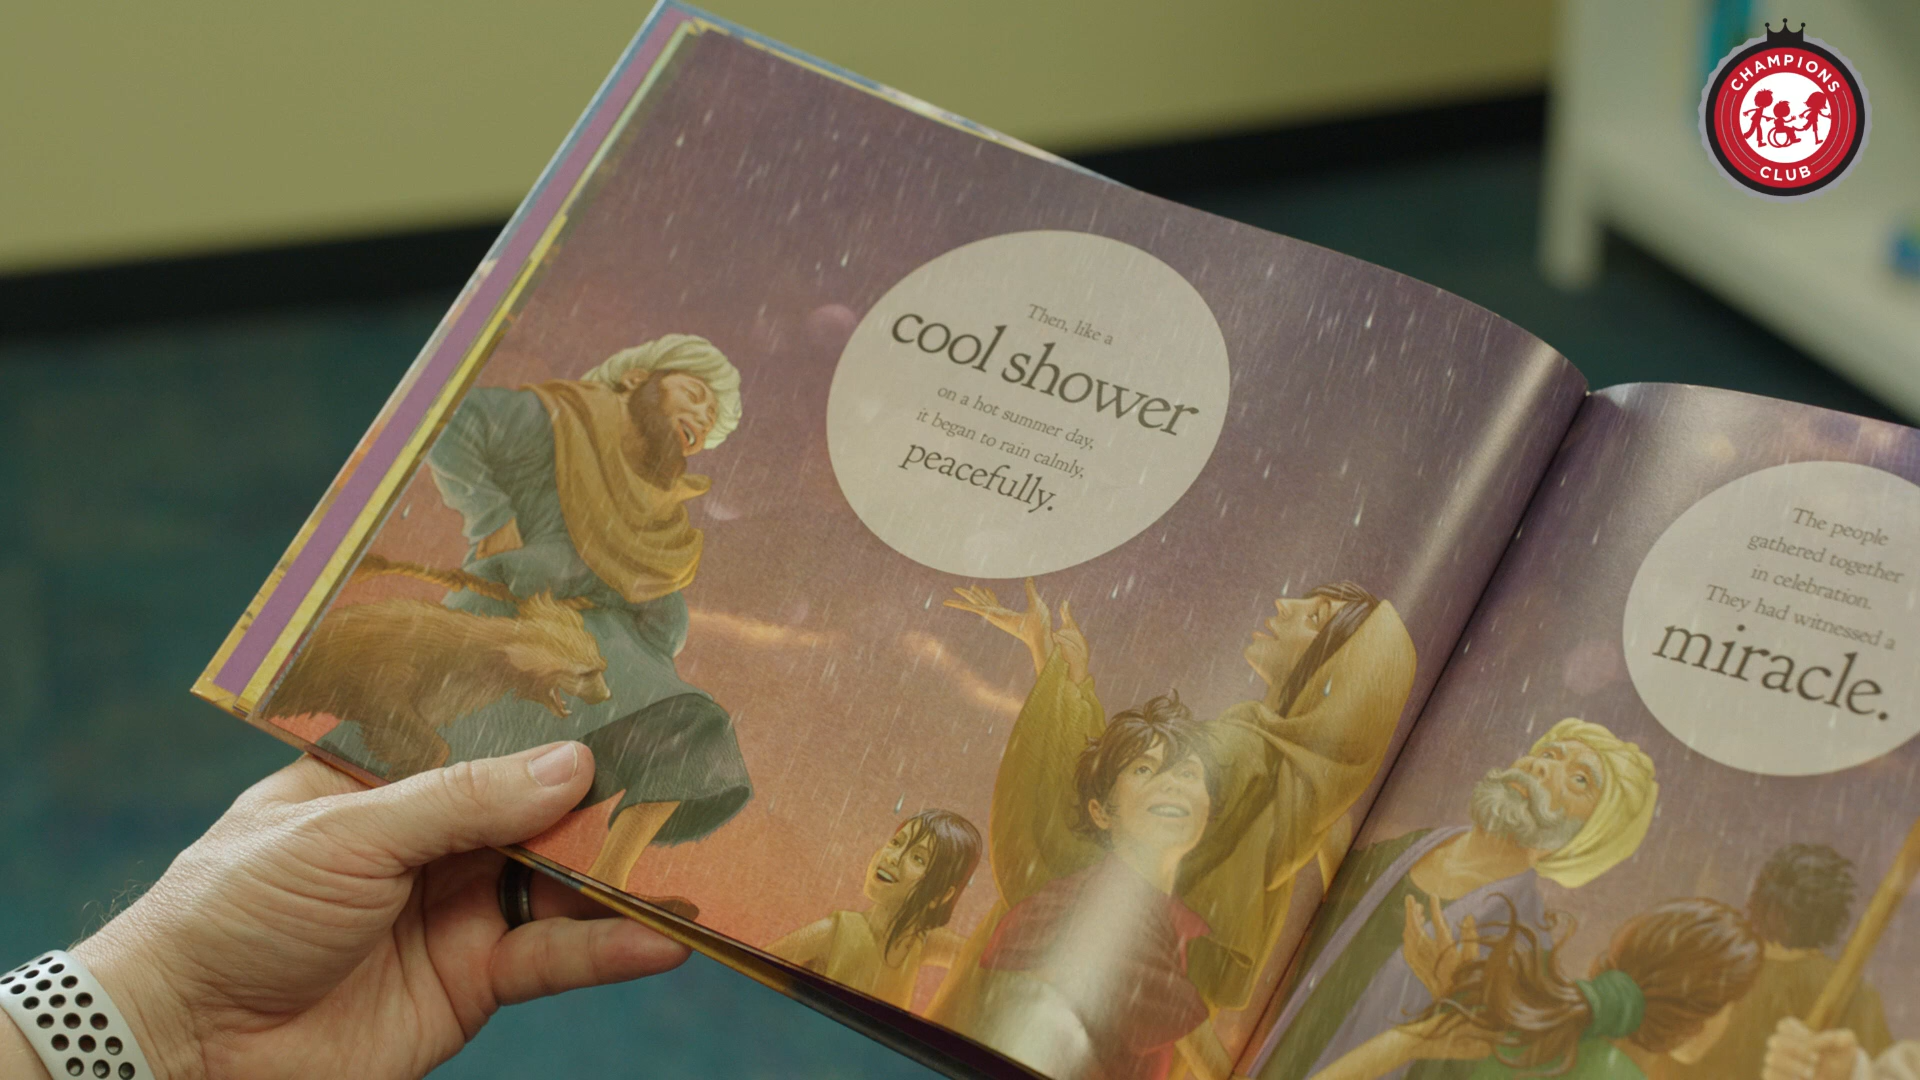 Then, like a
cool shower
on a hot summer day,
it began to rain calmly,
peacefully.
The people
gathered together
in celebration.
They had witnessed a
miracle.
CHAMPIONS
CLUB